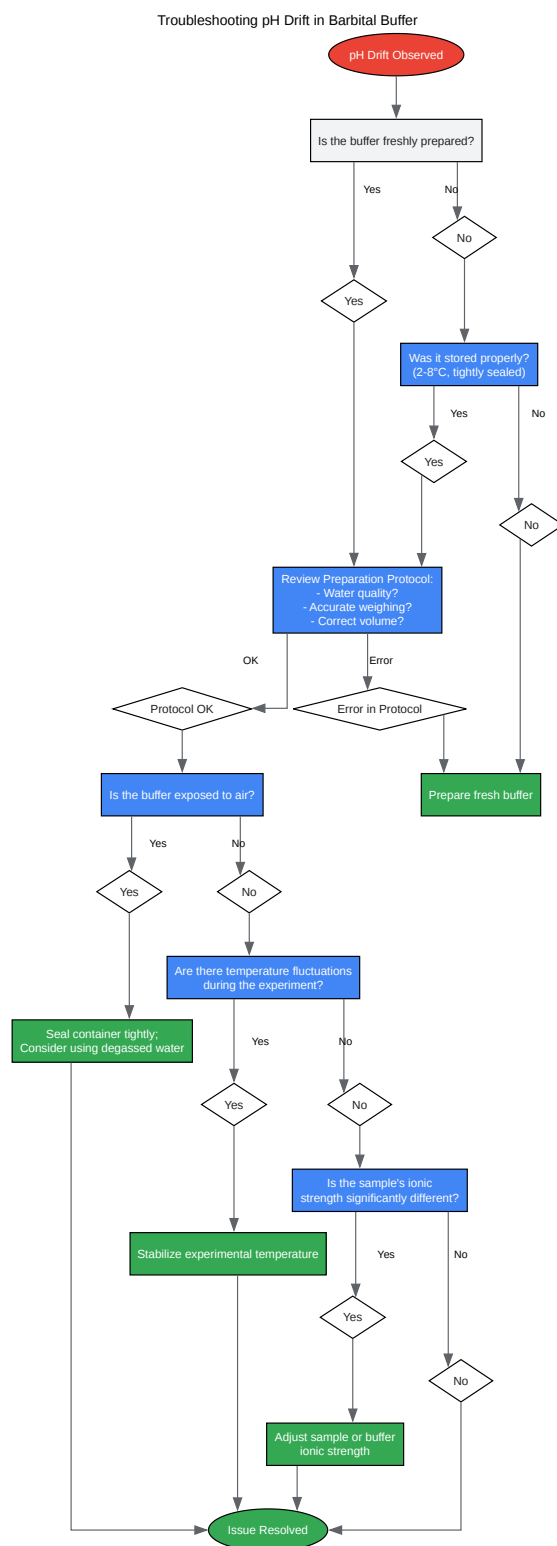 Troubleshooting pH Drift in Barbital Buffer
pH Drift Observed
Is the buffer freshly prepared?
Yes
No
No
Yes
Was it stored properly?
(2-8°C, tightly sealed)
Yes
No
Yes
No
Review Preparation Protocol:
- Water quality?
- Accurate weighing?
- Correct volume?
OK
Error
Protocol OK
Error in Protocol
Is the buffer exposed to air?
Prepare fresh buffer
Yes
No
Yes
No
Are there temperature fluctuations
during the experiment?
Seal container tightly;
Consider using degassed water
Yes
No
Yes
No
Is the sample's ionic
strength significantly different?
Stabilize experimental temperature
Yes
No
Yes
No
Adjust sample or buffer
ionic strength
Issue Resolved